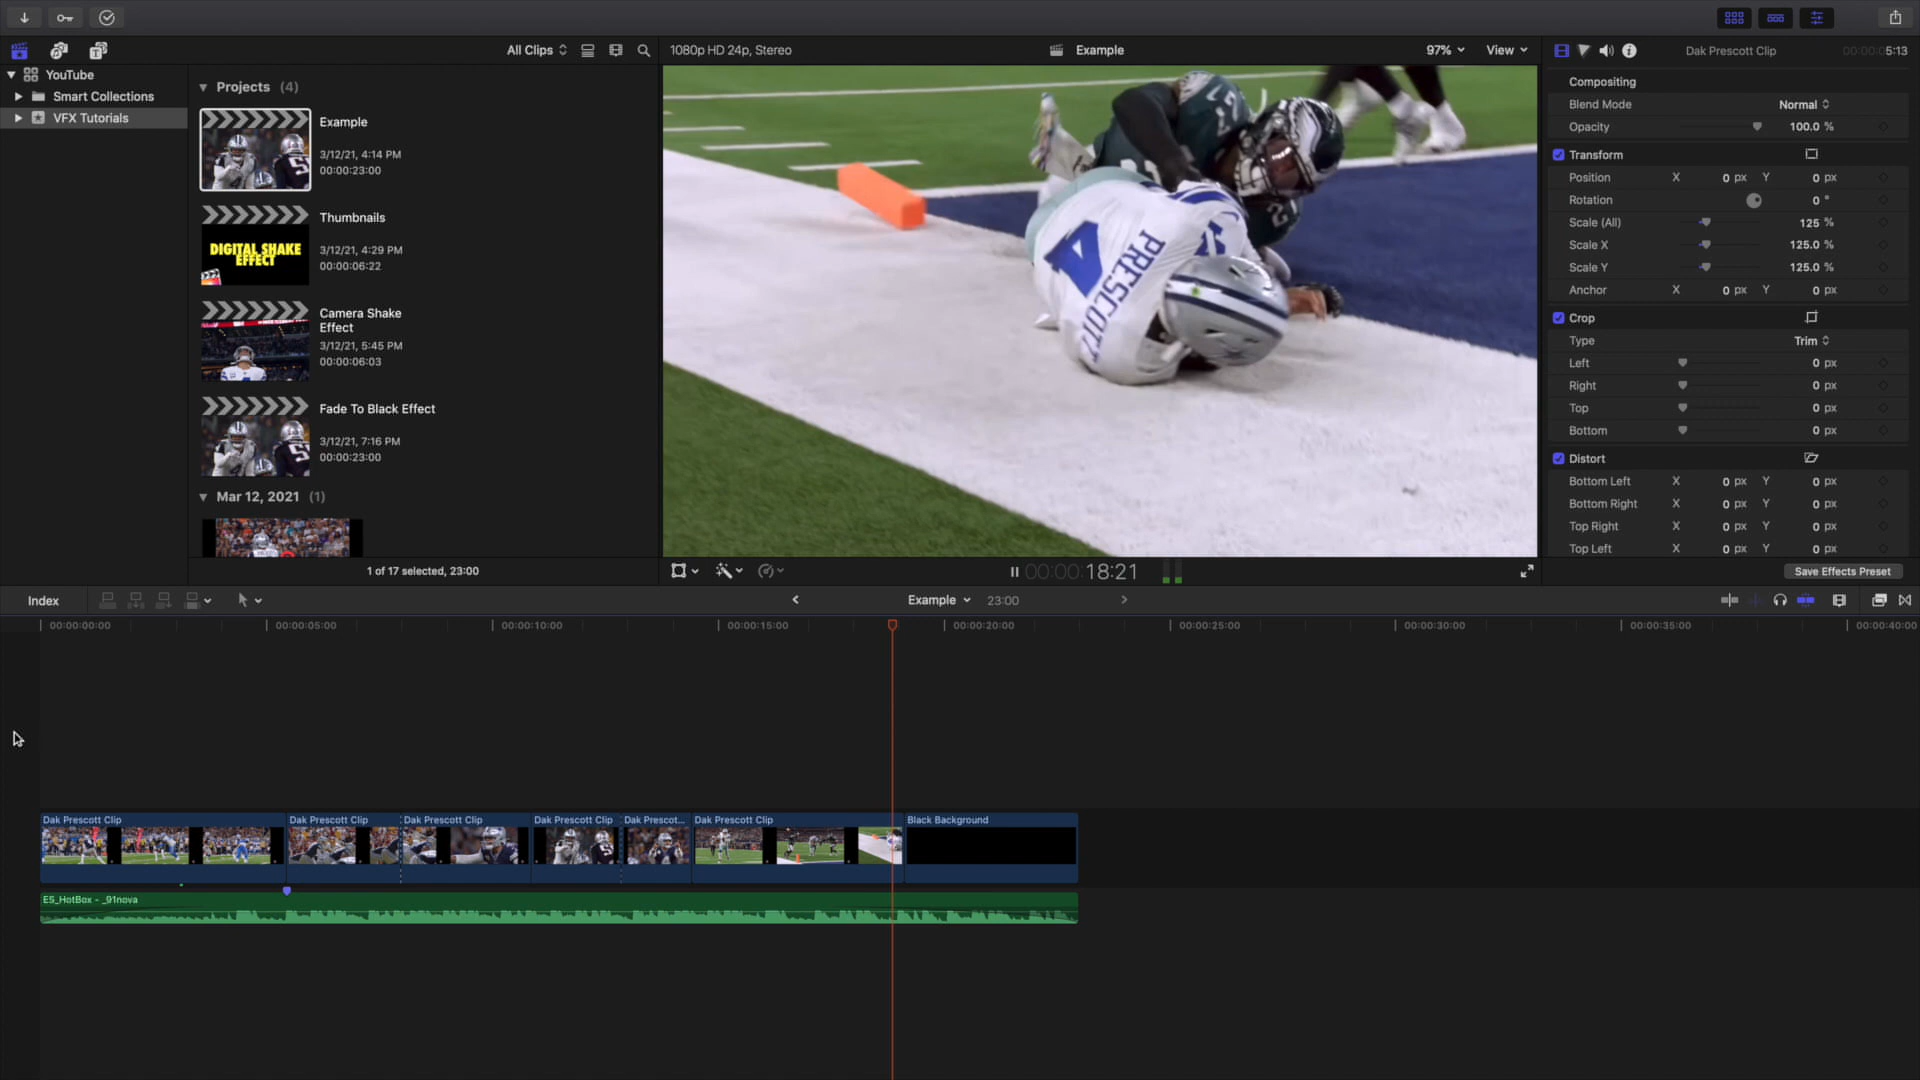 All Clips
1080p HD 24p, Stereo
Example
97%
View
Dak Prescott Clip
00:00:05:13
YouTube
Smart Collections
VFX Tutorials
Projects (4)
Example
3/12/21, 4:14 PM
00:00:23:00
DIGITAL SHAKE
EFFECT
Thumbnails
3/12/21, 4:29 PM
00:00:06:22
Camera Shake
Effect
3/12/21, 5:45 PM
00:00:06:03
Fade To Black Effect
3/12/21, 7:16 PM
00:00:23:00
Mar 12, 2021 (1)
1 of 17 selected, 23:00
PRESCOTT
4
27
00:00:18:21
Compositing
Blend Mode Normal
Opacity 100.0 %
Transform
Position X 0 px Y 0 px
Rotation 0 °
Scale (All) 125 %
Scale X 125.0 %
Scale Y 125.0 %
Anchor X 0 px Y 0 px
Crop
Type Trim
Left 0 px
Right 0 px
Top 0 px
Bottom 0 px
Distort
Bottom Left X 0 px Y 0 px
Bottom Right X 0 px Y 0 px
Top Right X 0 px Y 0 px
Top Left X 0 px Y 0 px
Save Effects Preset
Index
Example 23:00
00:00:00:00 00:00:05:00 00:00:10:00 00:00:15:00 00:00:20:00 00:00:25:00 00:00:30:00 00:00:35:00 00:00:40:00
Dak Prescott Clip Dak Prescott Clip Dak Prescott Clip Dak Prescott Clip Dak Prescot... Dak Prescott Clip Black Background
ES_HotBox - _91nova